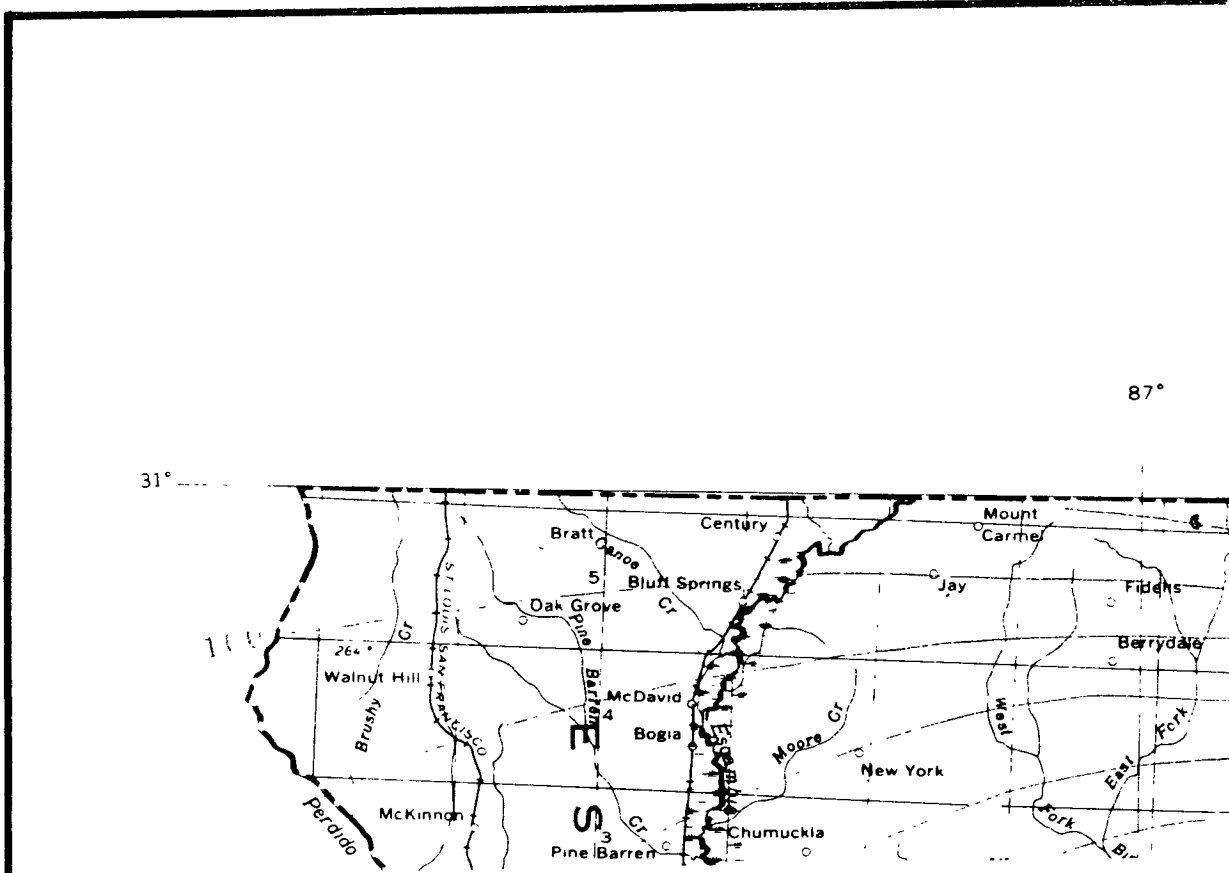 87°
31°
Mount
Carmel
Century
Bratt
Canoe
Cr
5
Bluff Springs
Jay
Fidelis
Oak Grove
Pine
Barren
Cr
ST LOUIS SAN FRANCISCO
Berrydale
264°
Walnut Hill
Brushy
Cr
McDavid
4
E
Bogia
Moore
Cr
New York
West
Fork
East
Fork
Perdido
McKinnon
S
3
Chumuckla
Pine Barren